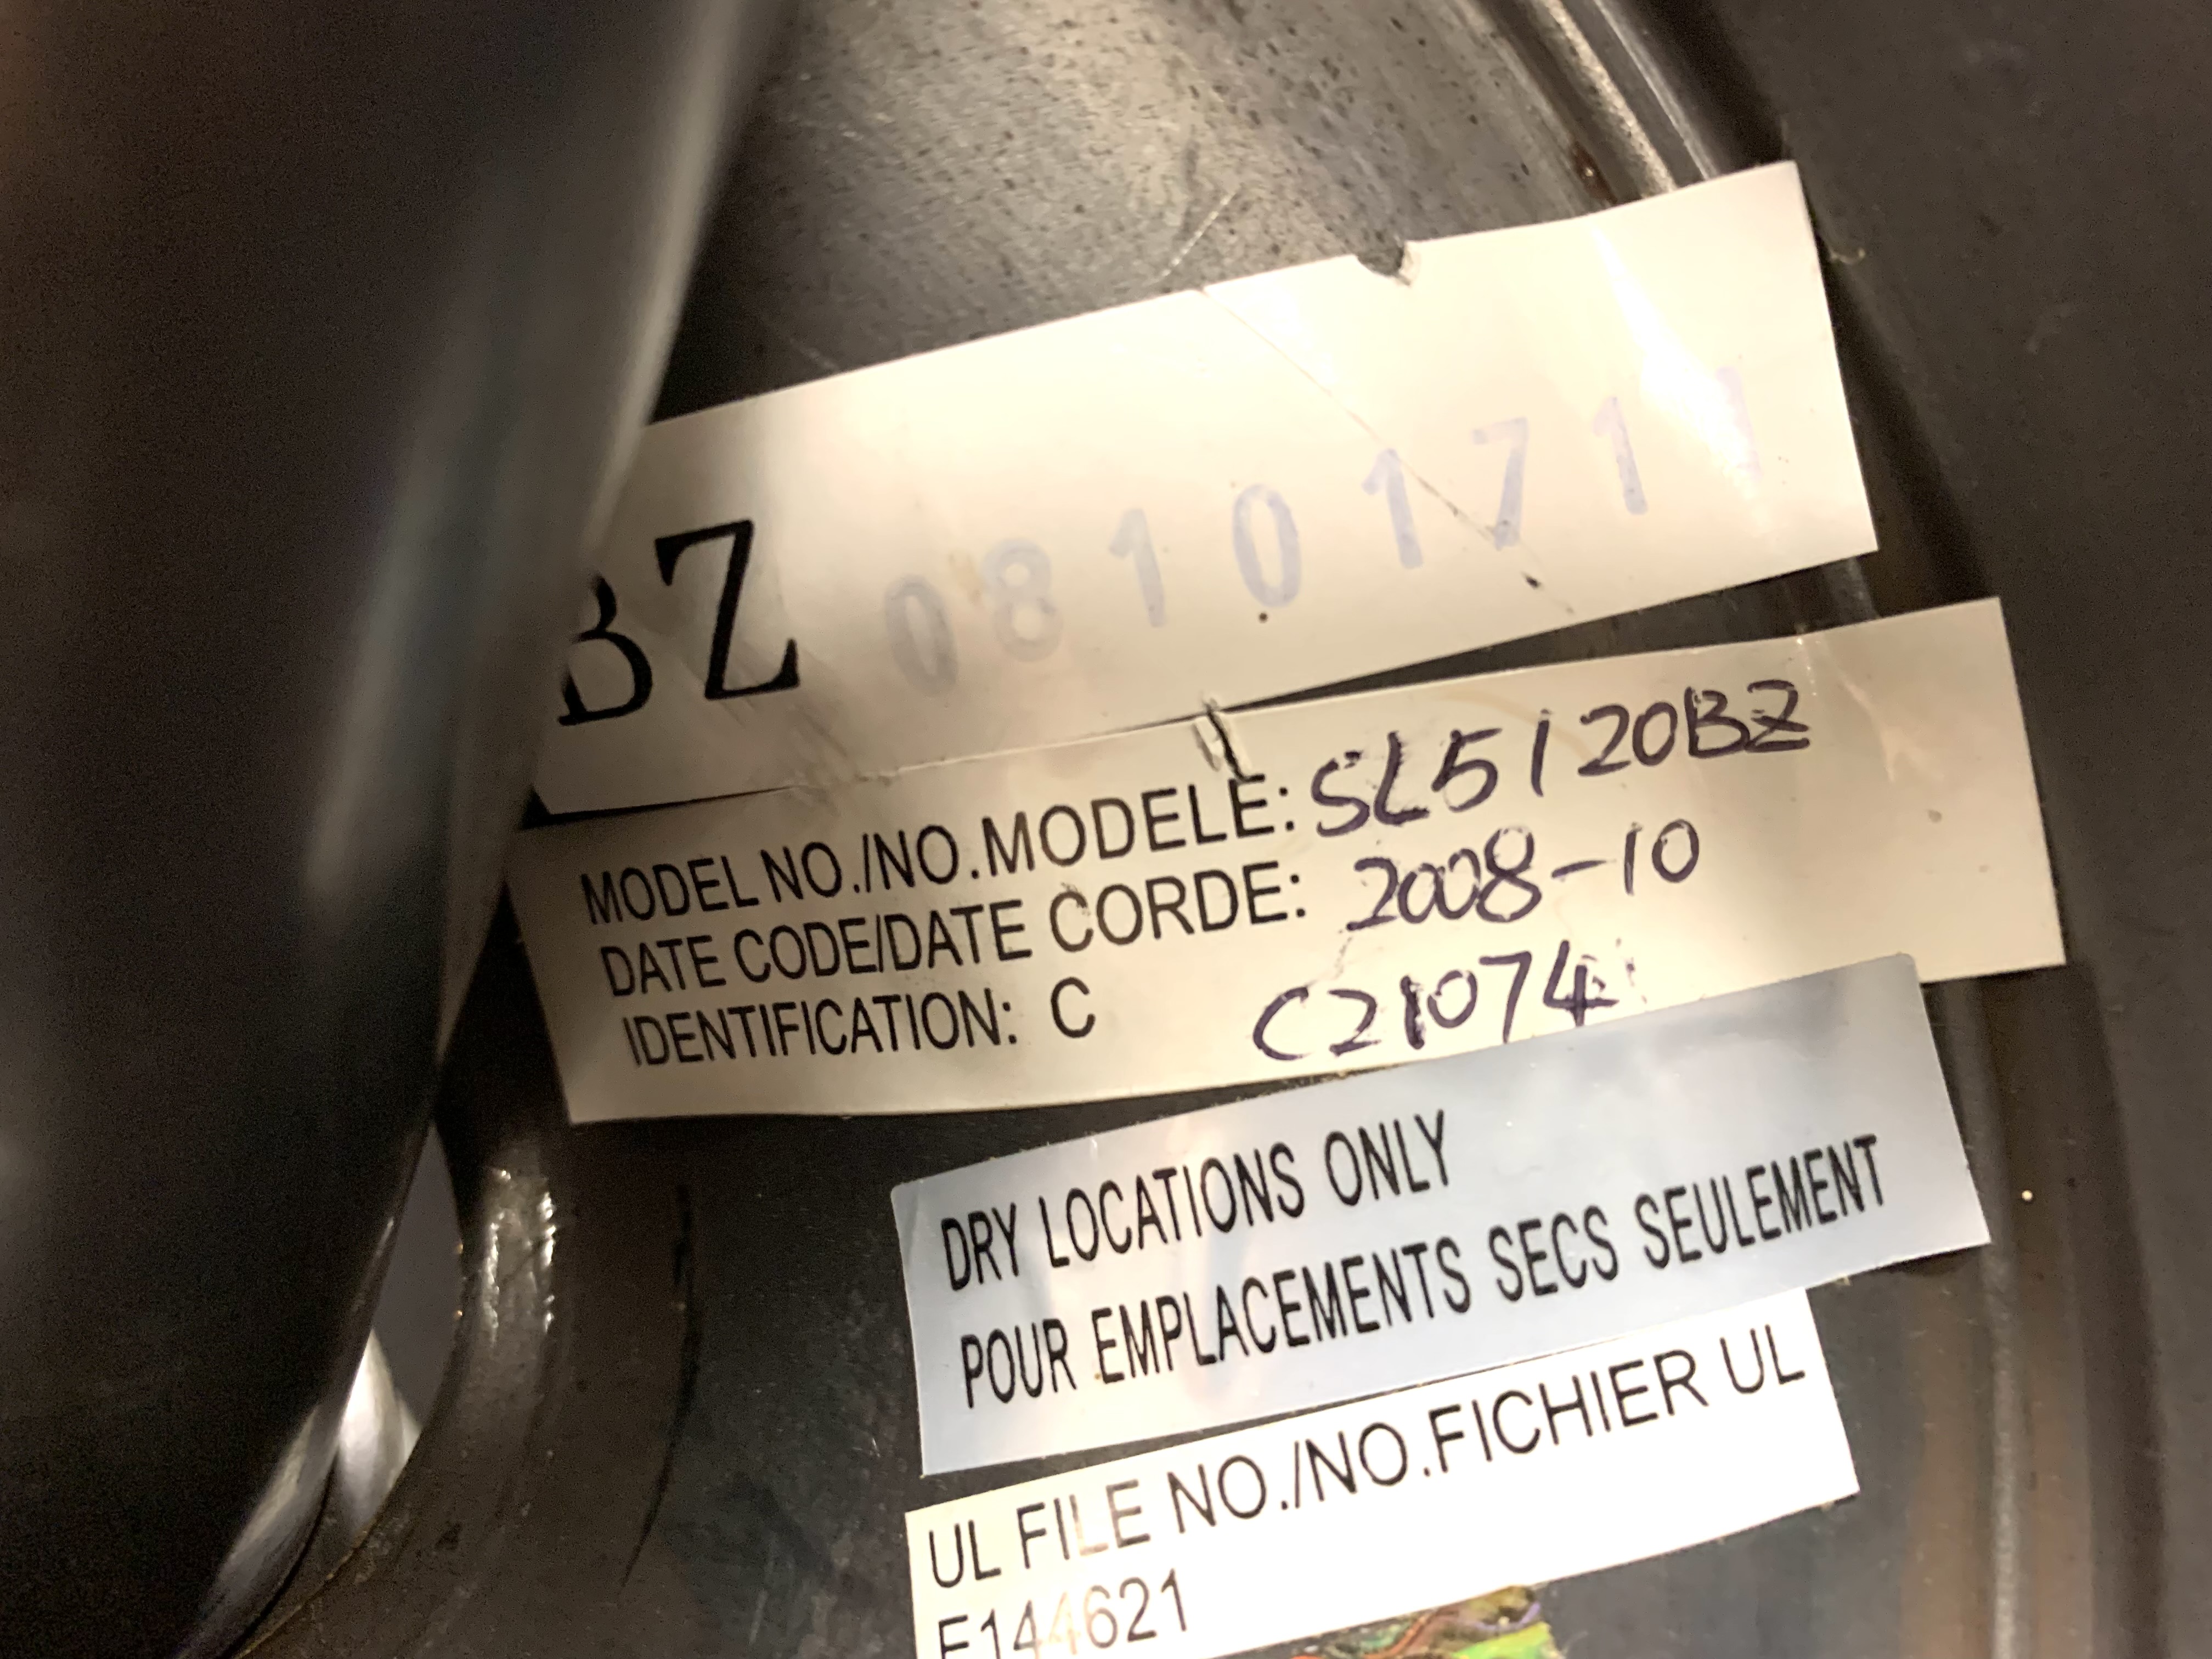 BZ 08101711
MODEL NO./NO.MODELE: SL5120BZ
DATE CODE/DATE CORDE: 2008-10
IDENTIFICATION: C C21074
DRY LOCATIONS ONLY
POUR EMPLACEMENTS SECS SEULEMENT
UL FILE NO./NO.FICHIER UL
E144621